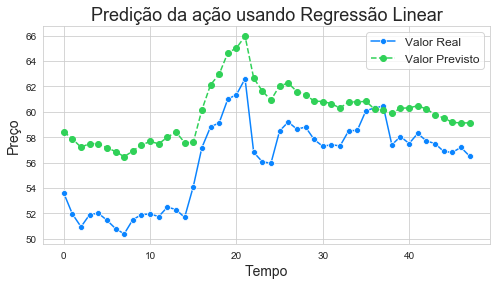 Predição da ação usando Regressão Linear
Valor Real
Valor Previsto
Preço
66
64
62
60
58
56
54
52
50
0
10
20
30
40
Tempo